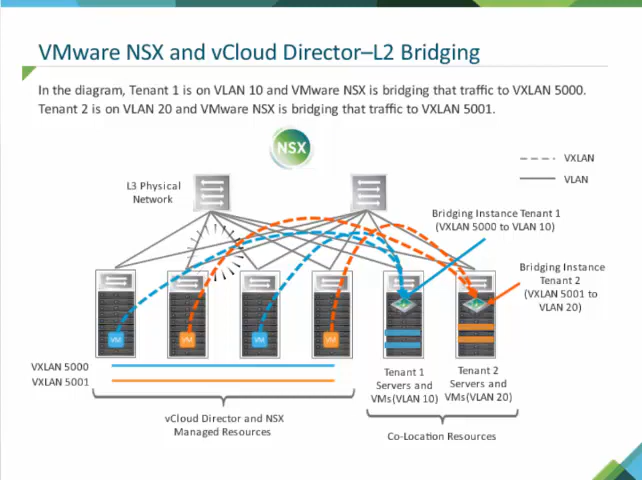 VMware NSX and vCloud Director–L2 Bridging
In the diagram, Tenant 1 is on VLAN 10 and VMware NSX is bridging that traffic to VXLAN 5000.
Tenant 2 is on VLAN 20 and VMware NSX is bridging that traffic to VXLAN 5001.
NSX
VXLAN
VLAN
L3 Physical
Network
Bridging Instance Tenant 1
(VXLAN 5000 to VLAN 10)
Bridging Instance
Tenant 2
(VXLAN 5001 to
VLAN 20)
VM
VM
VM
VM
VXLAN 5000
VXLAN 5001
Tenant 1
Servers and
VMs(VLAN 10)
Tenant 2
Servers and
VMs(VLAN 20)
vCloud Director and NSX
Managed Resources
Co-Location Resources